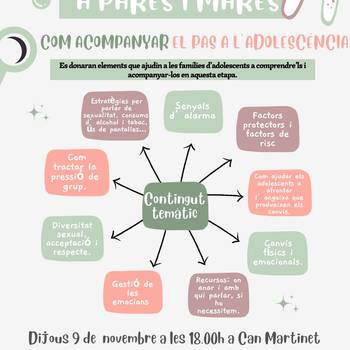 A PARES I MARES
COM ACOMPANYAR EL PAS A L'ADOLESCÈNCIA
Es donaran elements que ajudin a les famílies d'adolescents a comprendre'ls i
acompanyar-los en aquesta etapa.
Estratègies per
parlar de
sexualitat, consums
d' alcohol i tabac,
Us de pantalles...
Senyals
d' alarma
Factors
protectors i
factors de
risc
Com
tractar la
pressió de
grup.
Com ajudar els
adolescents a
afrontar
l' angoixa que
produeixen els
canvis.
Contingut
temàtic
Diversitat
sexual,
acceptació i
respecte.
Canvis
físics i
emocionals.
Gestió de
les
emocions
Recursos: on
anar i amb
qui parlar, si
ho
necessitem.
Dijous 9 de novembre a les 18.00h a Can Martinet